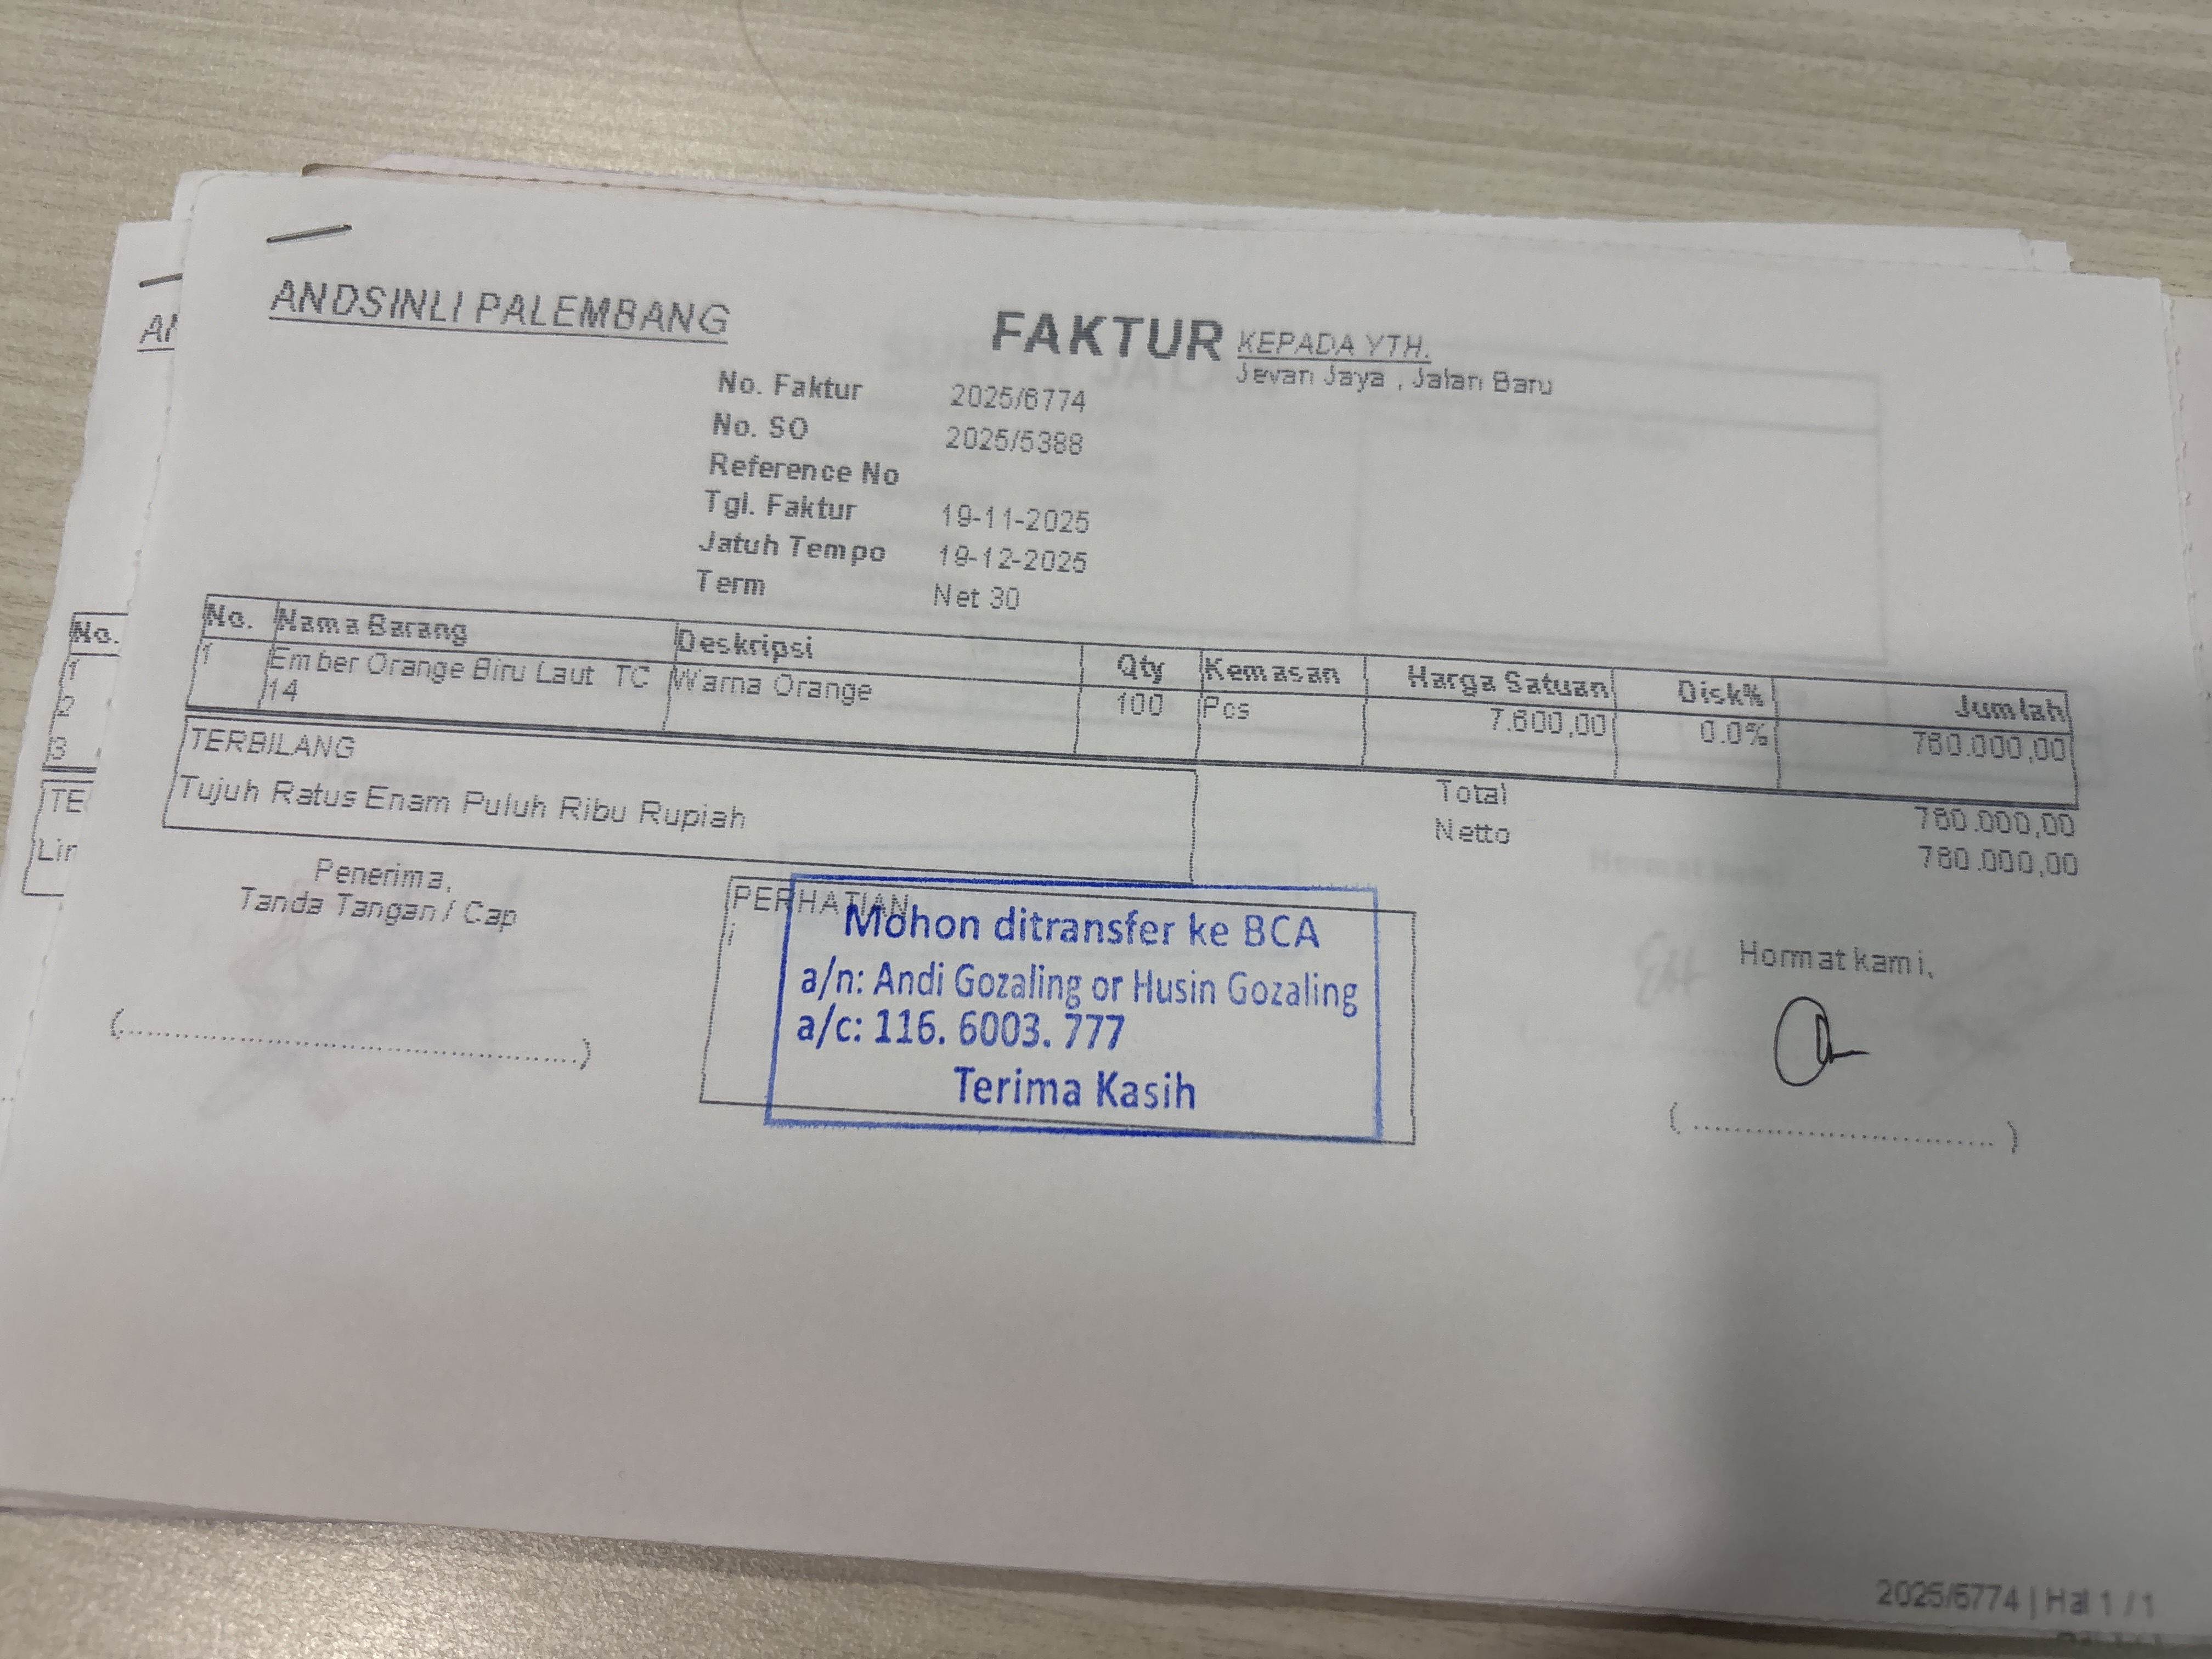 ANDSINLI PALEMBANG
FAKTUR
KEPADA YTH.
Jevan Jaya , Jalan Baru
No. Faktur 2025/6774
No. SO 2025/5388
Reference No
Tgl. Faktur 19-11-2025
Jatuh Tempo 19-12-2025
Term Net 30
No. Nama Barang Deskripsi Qty Kemasan Harga Satuan Disk% Jumlah
1 Ember Orange Biru Laut TC 14 Warna Orange 100 Pcs 7.600,00 0.0% 760.000,00
TERBILANG
Tujuh Ratus Enam Puluh Ribu Rupiah
Total 760.000,00
Netto 760.000,00
Penerima,
Tanda Tangan / Cap
PERHATIAN
i
Mohon ditransfer ke BCA
a/n: Andi Gozaling or Husin Gozaling
a/c: 116. 6003. 777
Terima Kasih
Hormat kami,
(..........................................................)
( ................................... )
2025/6774 | Hal 1 / 1
No.
1
2
3